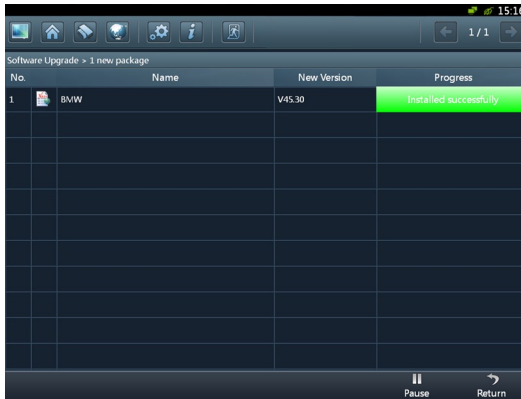 15:16
1/1
Software Upgrade > 1 new package
No. Name New Version Progress
1 BMW V45.30 Installed successfully
Pause Return